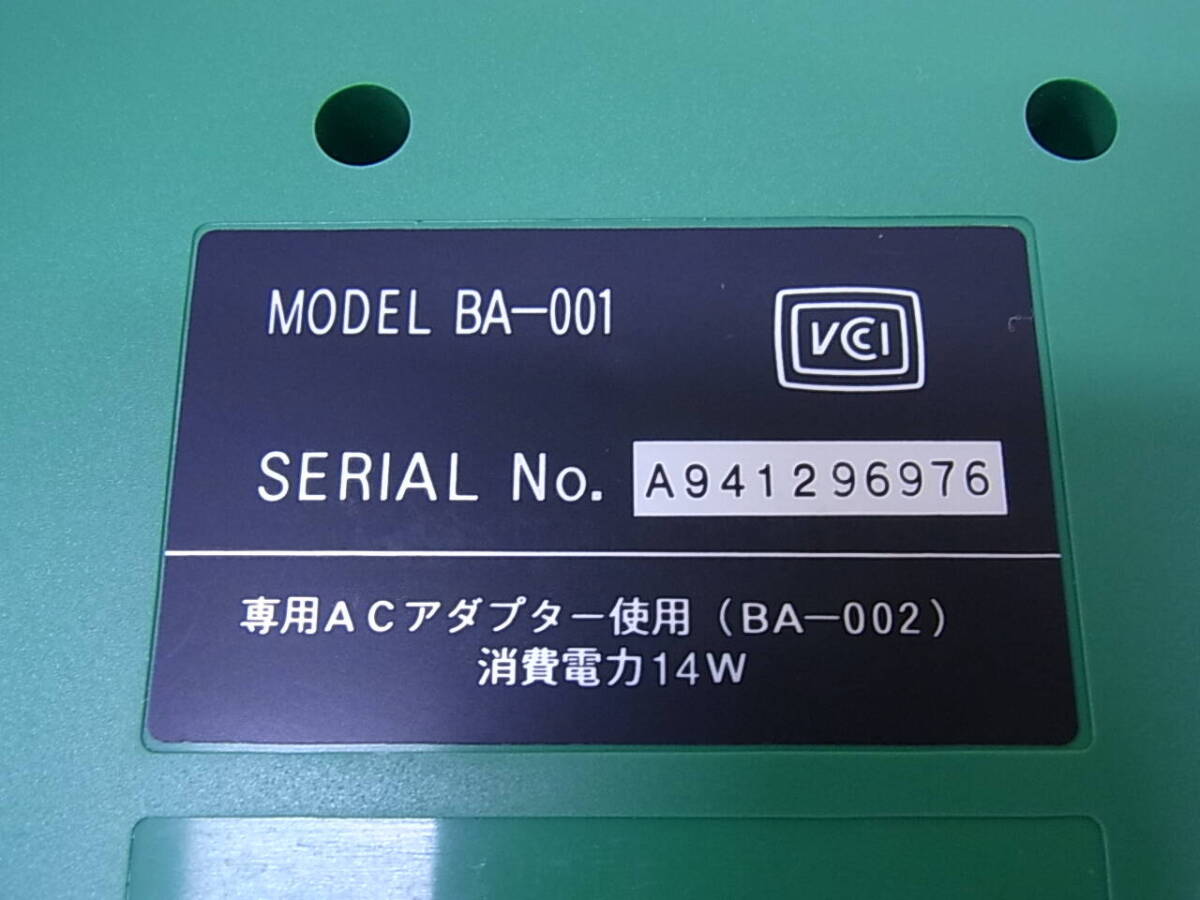 MODEL BA-001
VCCI
SERIAL No. A941296976
専用ACアダプター使用(BA-002)
消費電力14W